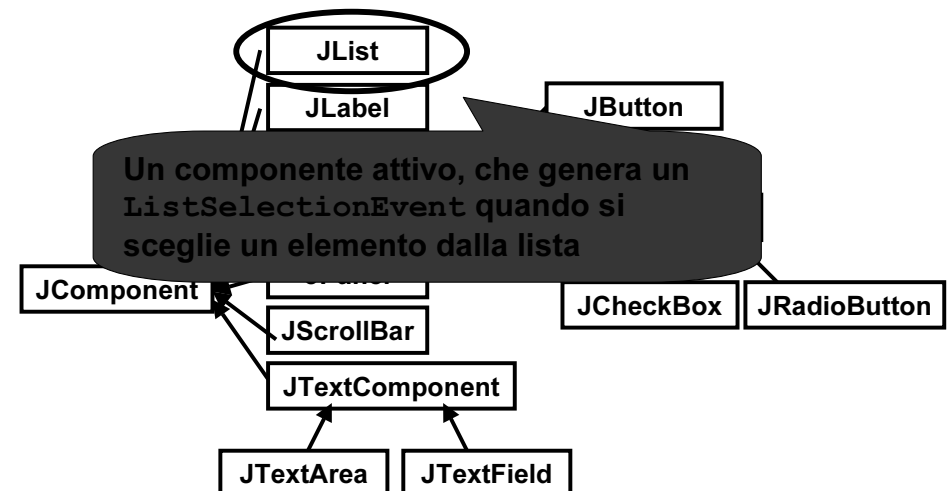 JList
JLabel
JButton
Un componente attivo, che genera un
ListSelectionEvent quando si
sceglie un elemento dalla lista
JComponent
JCheckBox
JRadioButton
JScrollBar
JTextComponent
JTextArea
JTextField